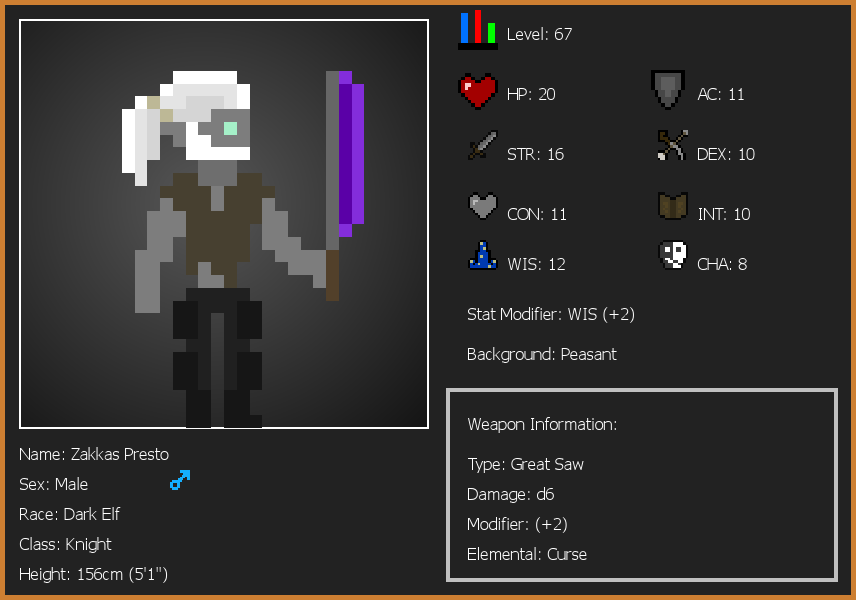 Level: 67
HP: 20
AC: 11
STR: 16
DEX: 10
CON: 11
INT: 10
WIS: 12
CHA: 8
Stat Modifier: WIS (+2)
Background: Peasant
Weapon Information:
Type: Great Saw
Damage: d6
Modifier: (+2)
Elemental: Curse
Name: Zakkas Presto
Sex: Male
Race: Dark Elf
Class: Knight
Height: 156cm (5'1")